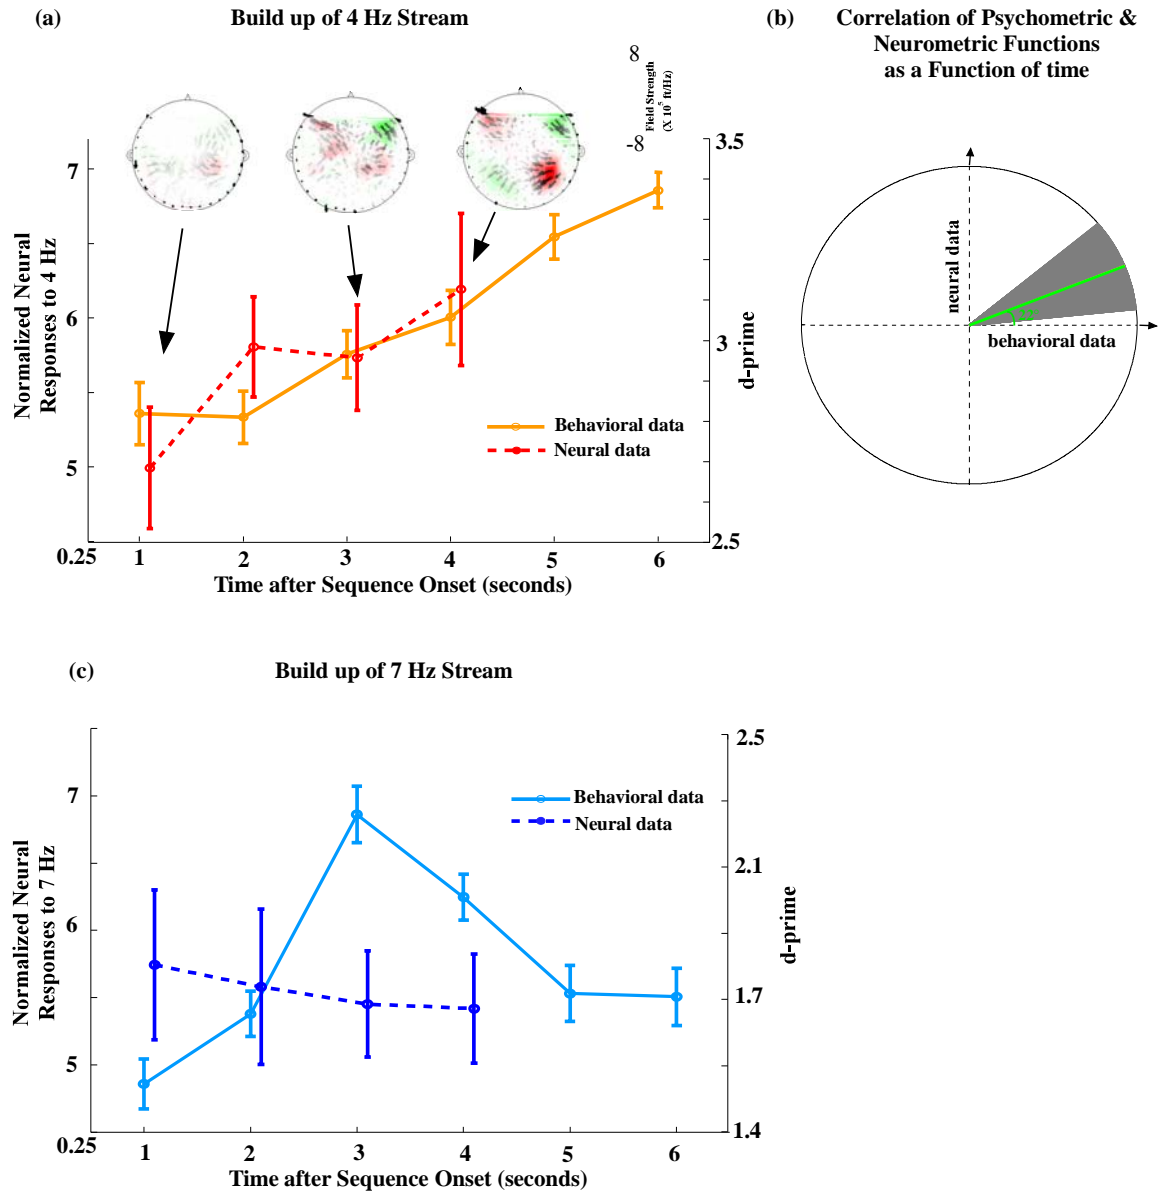 (a)
Build up of 4 Hz Stream
8
Field Strength
(X 10^5 ft/Hz)
-8
7
6
5
0.25
Normalized Neural
Responses to 4 Hz
3.5
3
2.5
d-prime
Behavioral data
Neural data
1 2 3 4 5 6
Time after Sequence Onset (seconds)
(b)
Correlation of Psychometric &
Neurometric Functions
as a Function of time
neural data
behavioral data
(c)
Build up of 7 Hz Stream
7
6
5
0.25
Normalized Neural
Responses to 7 Hz
2.5
2.1
1.7
1.4
d-prime
Behavioral data
Neural data
1 2 3 4 5 6
Time after Sequence Onset (seconds)